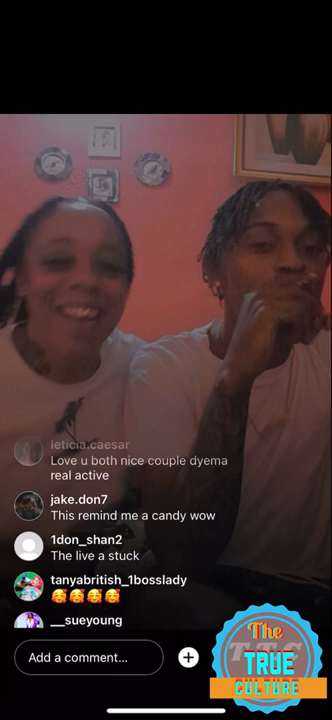 leticia.caesar
Love u both nice couple dyema
real active
jake.don7
This remind me a candy wow
1don_shan2
The live a stuck
tanyabritish_1bosslady
🥰🥰🥰🥰
__sueyoung
Add a comment...
The
TTC
TRUE
CULTURE